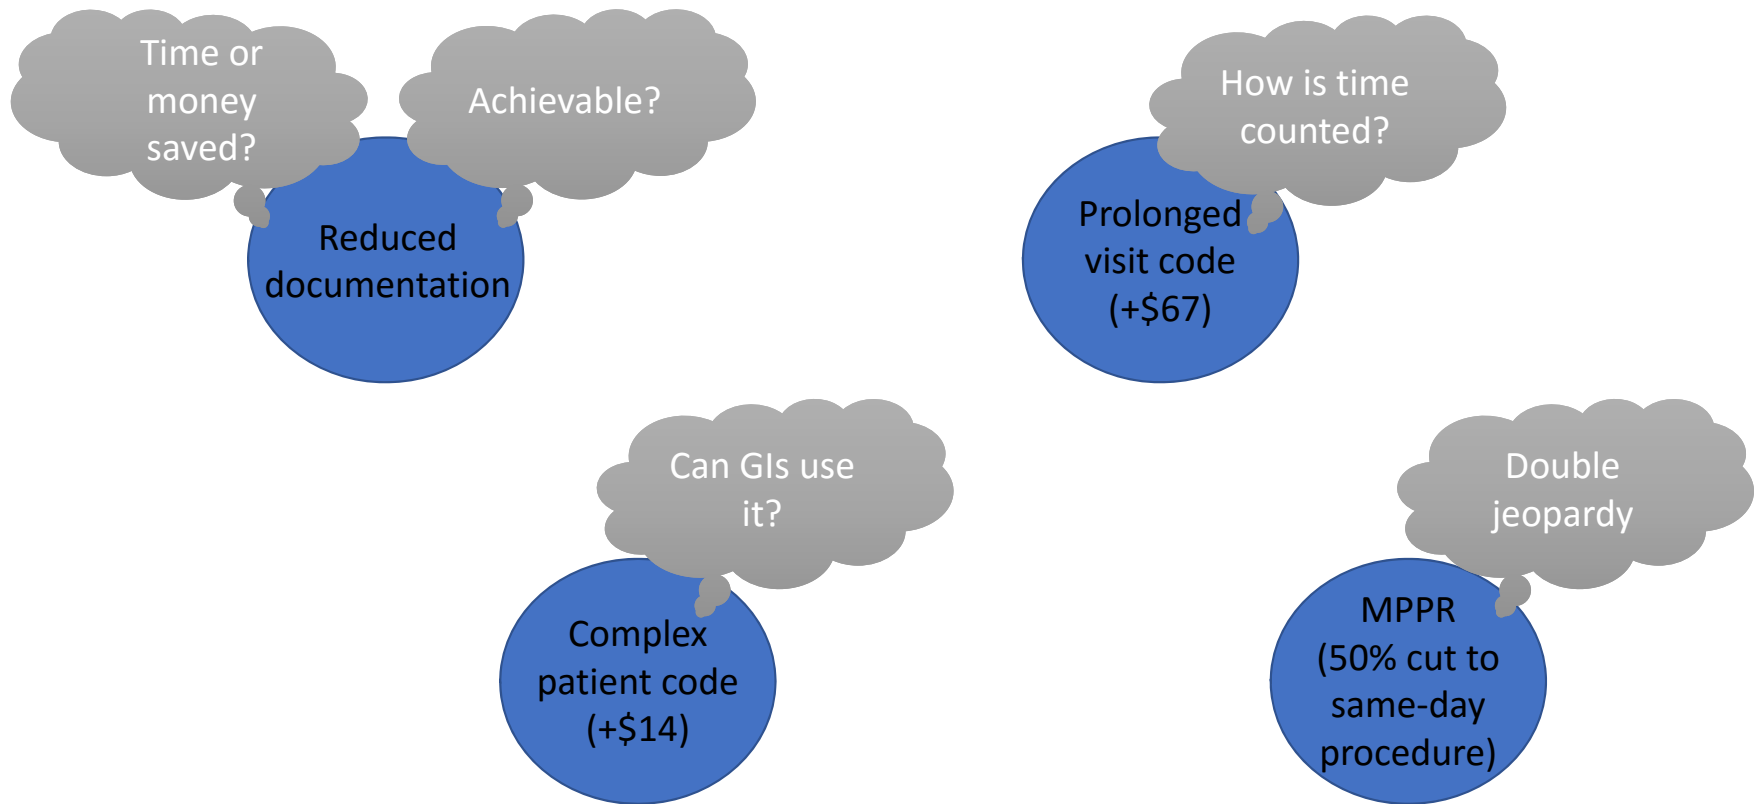 Time or
money
saved?
Achievable?
Reduced
documentation
How is time
counted?
Prolonged
visit code
(+$67)
Can GIs use
it?
Complex
patient code
(+$14)
Double
jeopardy
MPPR
(50% cut to
same-day
procedure)